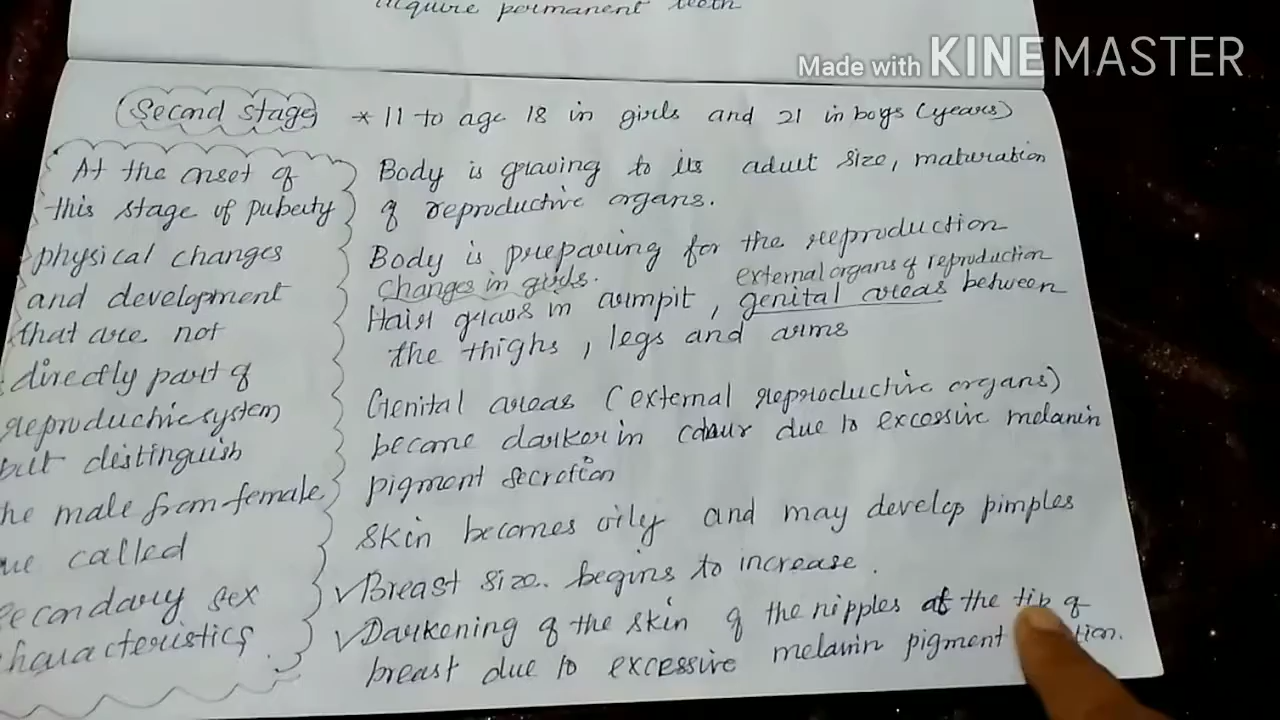 acquire permanent teeth
Made with KINEMASTER
Second stage * 11 to age 18 in girls and 21 in boys (years)
At the onset of
this stage of puberty
physical changes
and development
that are not
directly part of
reproductive system
but distinguish
he male from female
called
secondary sex
characteristics.
Body is growing to its adult size, maturation
of reproductive organs.
Body is preparing for the reproduction
changes in girls.
external organs of reproduction
Hair grows in armpit, genital areas between
the thighs, legs and arms
Genital areas (external reproductive organs)
become darker in colour due to excessive melanin
pigment secretion
skin becomes oily and may develop pimples
✓Breast size.. begins to increase.
✓Darkening of the skin of the nipples at the tip of
breast due to excessive melanin pigment tion.